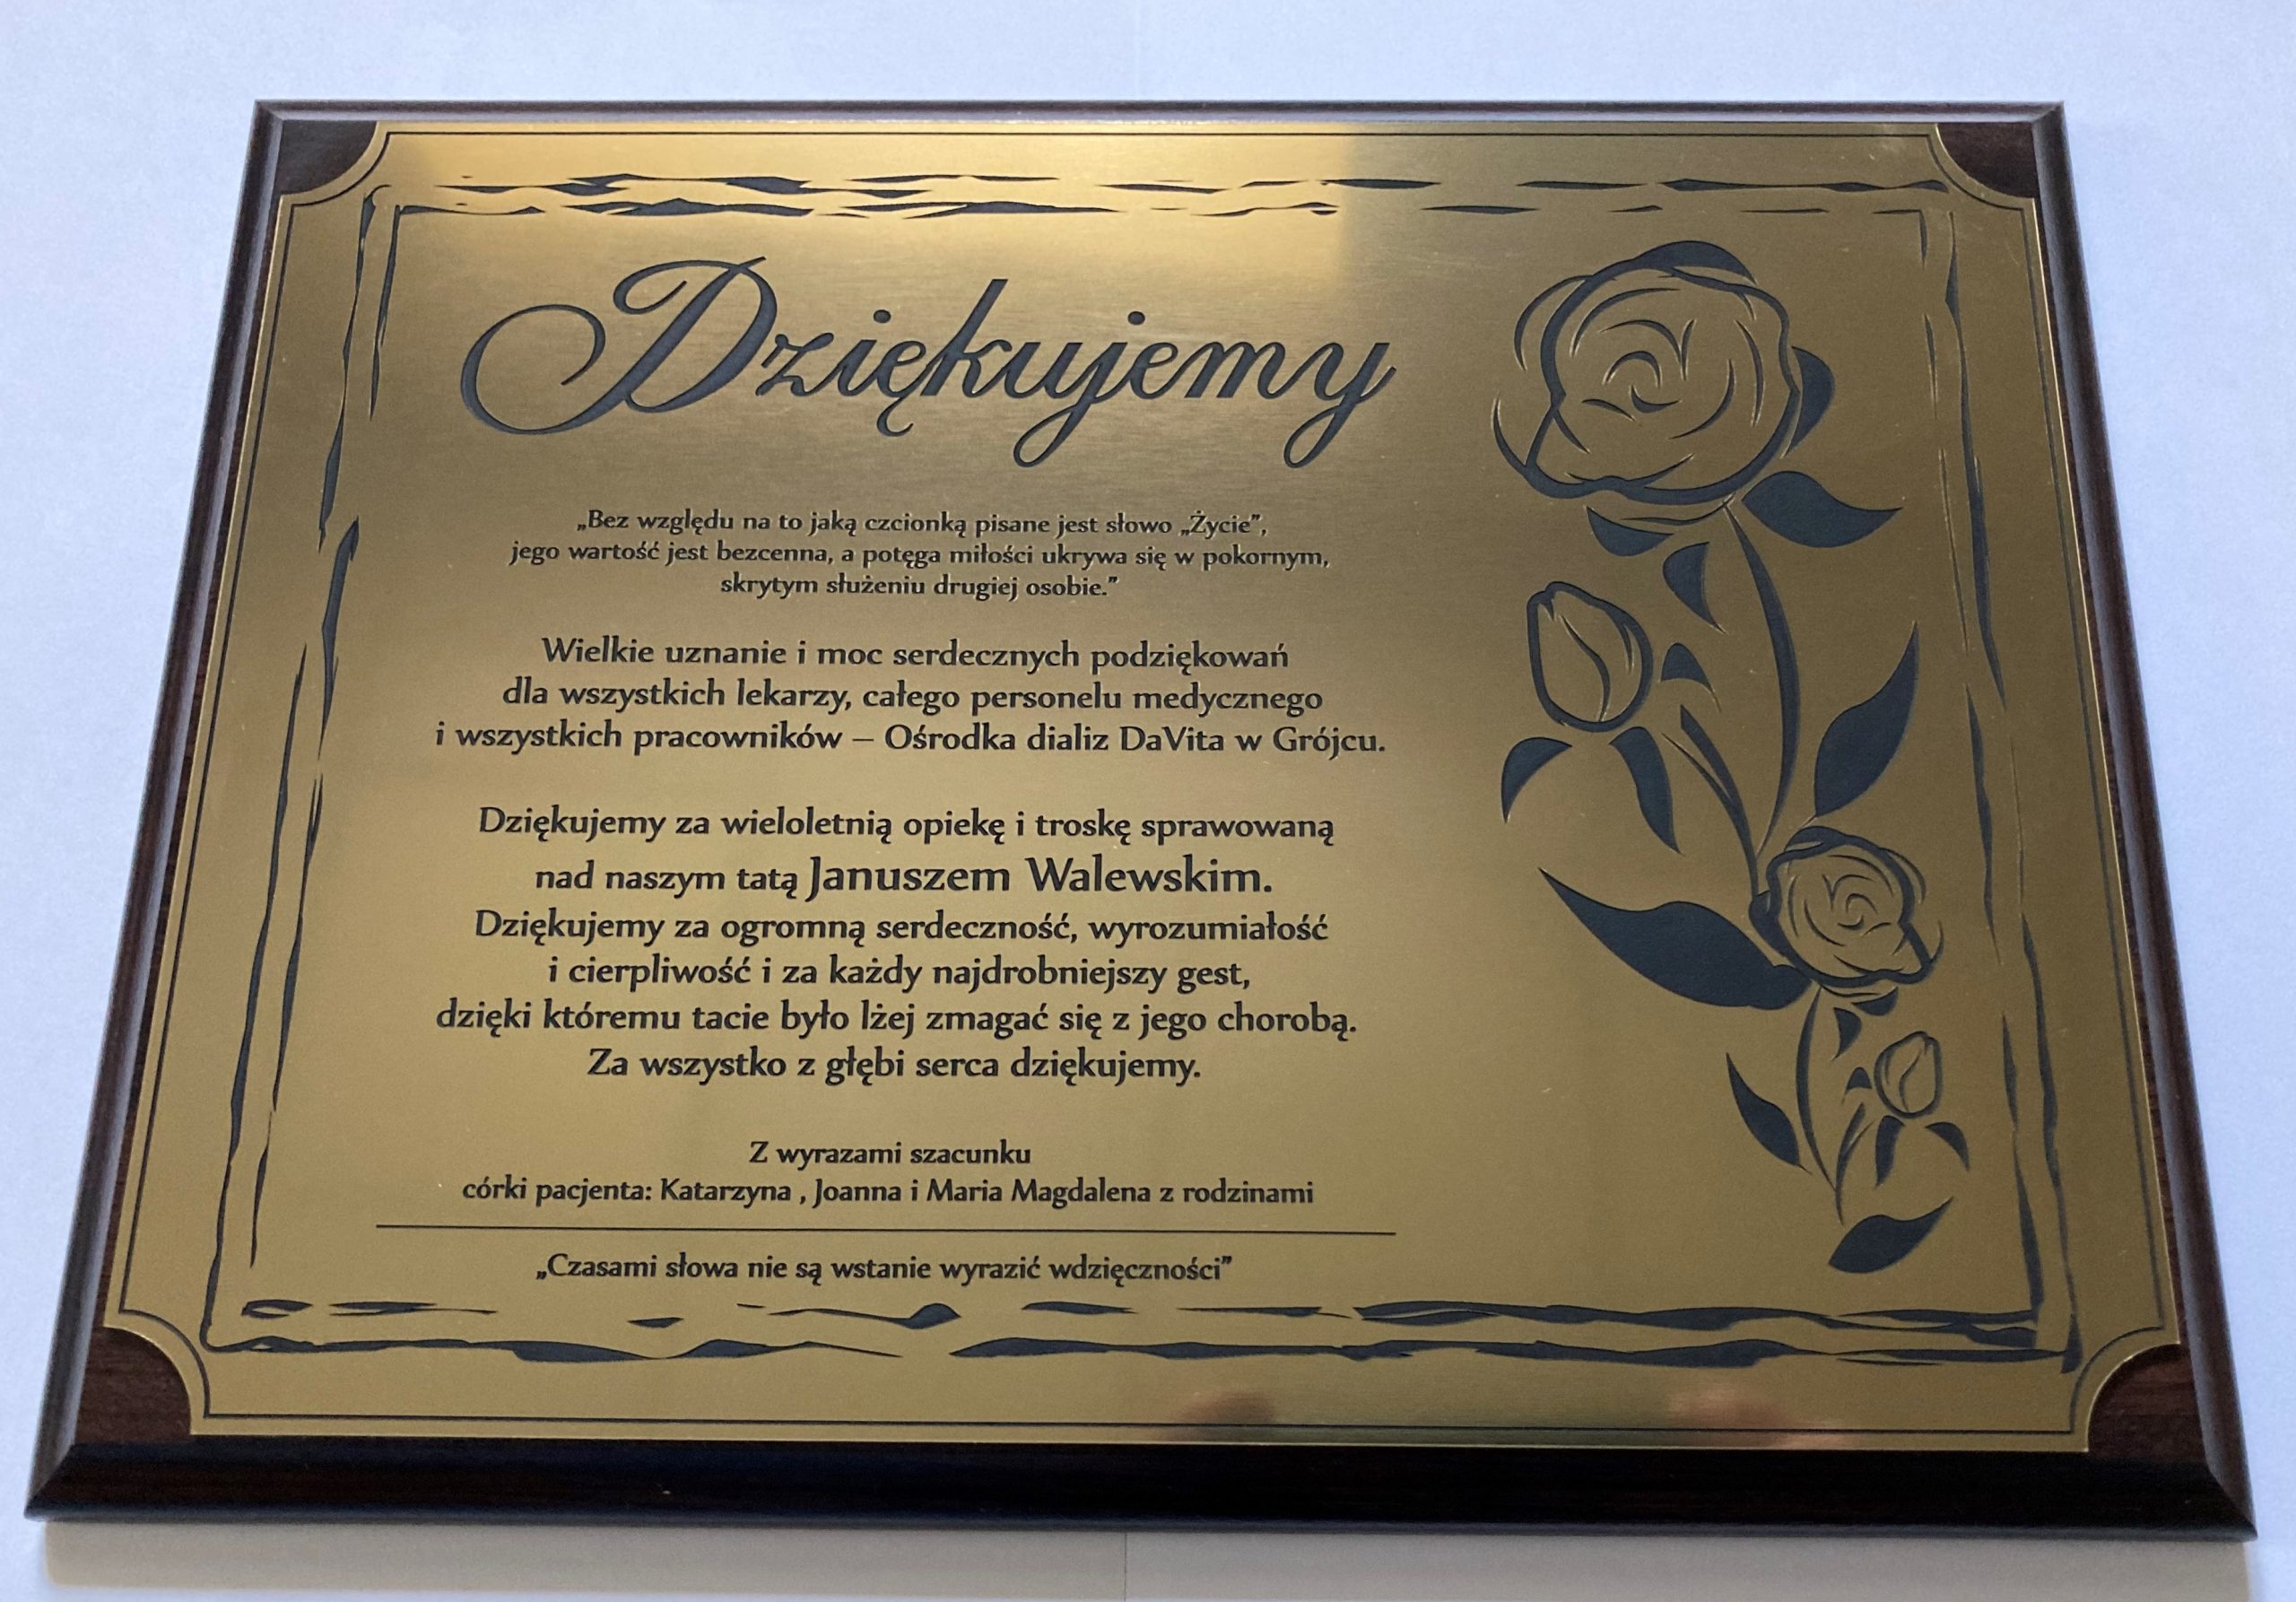 Dziękujemy
„Bez względu na to jaką czcionką pisane jest słowo „Życie”,
jego wartość jest bezcenna, a potęga miłości ukrywa się w pokornym,
skrytym służeniu drugiej osobie.”
Wielkie uznanie i moc serdecznych podziękowań
dla wszystkich lekarzy, całego personelu medycznego
i wszystkich pracowników – Ośrodka dializ DaVita w Grójcu.
Dziękujemy za wieloletnią opiekę i troskę sprawowaną
nad naszym tatą Januszem Walewskim.
Dziękujemy za ogromną serdeczność, wyrozumiałość
i cierpliwość i za każdy najdrobniejszy gest,
dzięki któremu tacie było lżej zmagać się z jego chorobą.
Za wszystko z głębi serca dziękujemy.
Z wyrazami szacunku
córki pacjenta: Katarzyna , Joanna i Maria Magdalena z rodzinami
„Czasami słowa nie są wstanie wyrazić wdzięczności”